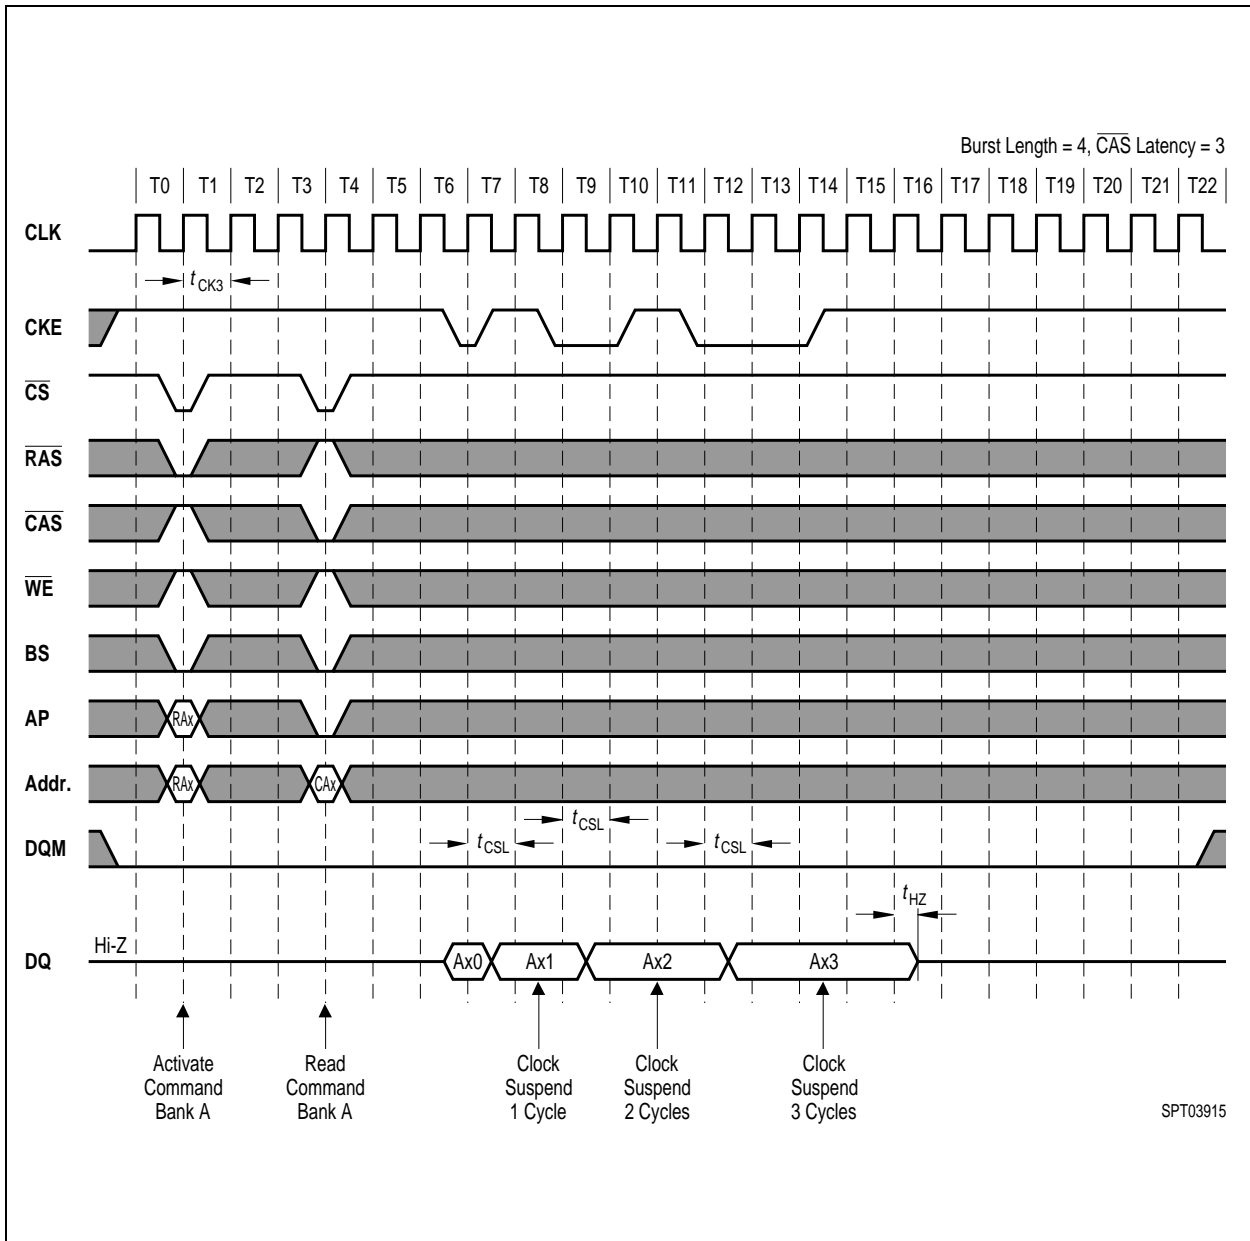 Burst Length = 4, CAS Latency = 3
T0 T1 T2 T3 T4 T5 T6 T7 T8 T9 T10 T11 T12 T13 T14 T15 T16 T17 T18 T19 T20 T21 T22
CLK
tCK3
CKE
CS
RAS
CAS
WE
BS
AP RAx
Addr. RAx CAx
tCSL
DQM tCSL tCSL
tHZ
Hi-Z
DQ Ax0 Ax1 Ax2 Ax3
Activate Command Bank A
Read Command Bank A
Clock Suspend 1 Cycle
Clock Suspend 2 Cycles
Clock Suspend 3 Cycles
SPT03915